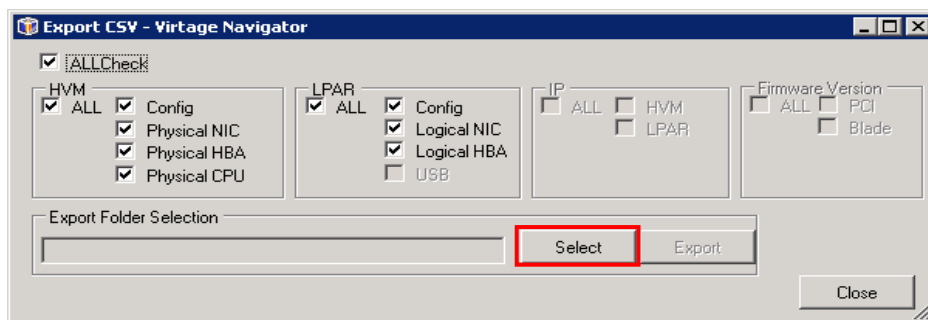 Export CSV - Virtage Navigator
ALLCheck
HVM
ALL Config
Physical NIC
Physical HBA
Physical CPU
LPAR
ALL Config
Logical NIC
Logical HBA
USB
IP
ALL HVM
LPAR
Firmware Version
ALL PCI
Blade
Export Folder Selection
Select Export
Close